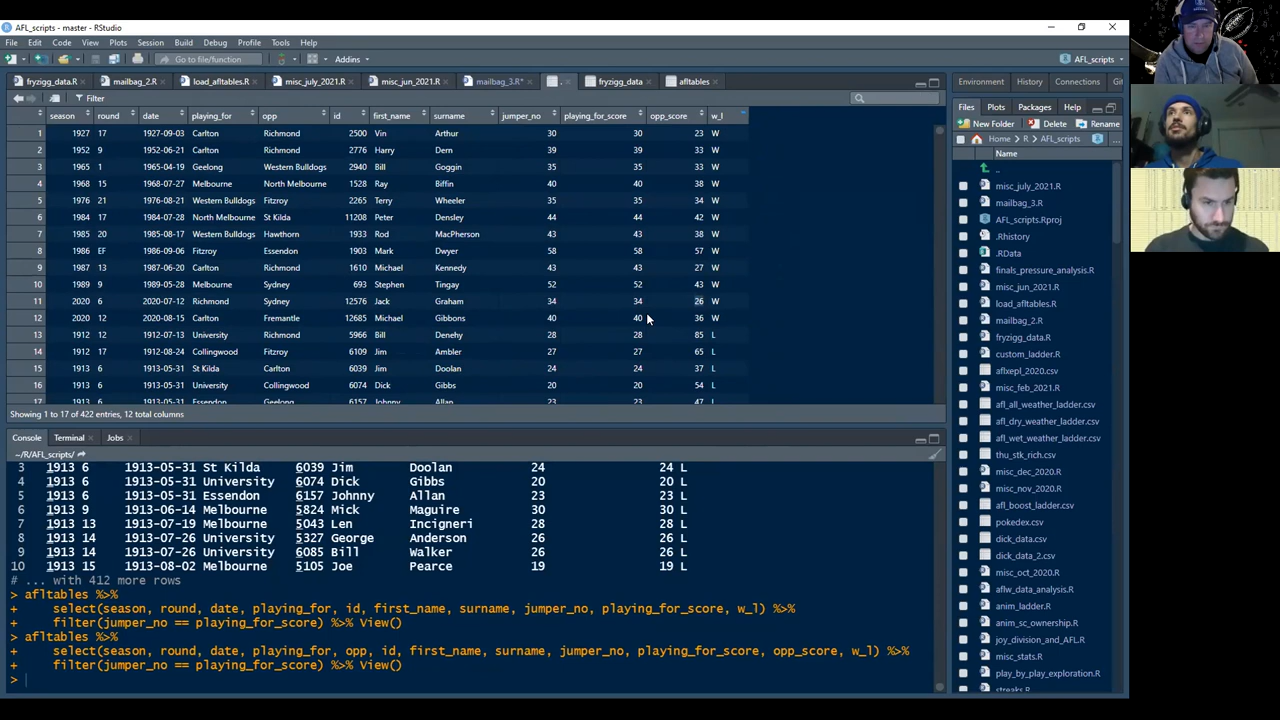 AFL_scripts - master - RStudio
File Edit Code View Plots Session Build Debug Profile Tools Help
Go to file/function Addins AFL_scripts
fryzigg_data.R mailbag_2.R load_afltables.R misc_july_2021.R misc_jun_2021.R mailbag_3.R* . fryzigg_data afltables
Filter
season round date playing_for opp id first_name surname jumper_no playing_for_score opp_score w_l
1 1927 17 1927-09-03 Carlton Richmond 2500 Vin Arthur 30 30 23 W
2 1952 9 1952-06-21 Carlton Richmond 2776 Harry Dern 39 39 33 W
3 1965 1 1965-04-19 Geelong Western Bulldogs 2940 Bill Goggin 35 35 33 W
4 1968 15 1968-07-27 Melbourne North Melbourne 1528 Ray Biffin 40 40 38 W
5 1976 21 1976-08-21 Western Bulldogs Fitzroy 2265 Terry Wheeler 35 35 34 W
6 1984 17 1984-07-28 North Melbourne St Kilda 11208 Peter Densley 44 44 42 W
7 1985 20 1985-08-17 Western Bulldogs Hawthorn 1933 Rod MacPherson 43 43 38 W
8 1986 EF 1986-09-06 Fitzroy Essendon 1903 Mark Dwyer 58 58 57 W
9 1987 13 1987-06-20 Carlton Richmond 1610 Michael Kennedy 43 43 27 W
10 1989 9 1989-05-28 Melbourne Sydney 693 Stephen Tingay 52 52 43 W
11 2020 6 2020-07-12 Richmond Sydney 12576 Jack Graham 34 34 26 W
12 2020 12 2020-08-15 Carlton Fremantle 12685 Michael Gibbons 40 40 36 W
13 1912 12 1912-07-13 University Richmond 5966 Bill Denehy 28 28 85 L
14 1912 17 1912-08-24 Collingwood Fitzroy 6109 Jim Ambler 27 27 65 L
15 1913 6 1913-05-31 St Kilda Carlton 6039 Jim Doolan 24 24 37 L
16 1913 6 1913-05-31 University Collingwood 6074 Dick Gibbs 20 20 54 L
17 1913 6 1913-05-31 Essendon Geelong 6157 Johnny Allan 23 23 47 L
Showing 1 to 17 of 422 entries, 12 total columns
Console Terminal Jobs
~/R/AFL_scripts/
3 1913 6 1913-05-31 St Kilda 6039 Jim Doolan 24 24 L
4 1913 6 1913-05-31 University 6074 Dick Gibbs 20 20 L
5 1913 6 1913-05-31 Essendon 6157 Johnny Allan 23 23 L
6 1913 9 1913-06-14 Melbourne 5824 Mick Maguire 30 30 L
7 1913 13 1913-07-19 Melbourne 5043 Len Incigneri 28 28 L
8 1913 14 1913-07-26 University 5327 George Anderson 26 26 L
9 1913 14 1913-07-26 University 6085 Bill Walker 26 26 L
10 1913 15 1913-08-02 Melbourne 5105 Joe Pearce 19 19 L
# ... with 412 more rows
> afltables %>%
+ select(season, round, date, playing_for, id, first_name, surname, jumper_no, playing_for_score, w_l) %>%
+ filter(jumper_no == playing_for_score) %>% View()
> afltables %>%
+ select(season, round, date, playing_for, opp, id, first_name, surname, jumper_no, playing_for_score, opp_score, w_l) %>%
+ filter(jumper_no == playing_for_score) %>% View()
>
Environment History Connections Git
Files Plots Packages Help
New Folder Delete Rename
Home R AFL_scripts ...
Name
..
misc_july_2021.R
mailbag_3.R
AFL_scripts.Rproj
.Rhistory
.RData
finals_pressure_analysis.R
misc_jun_2021.R
load_afltables.R
mailbag_2.R
fryzigg_data.R
custom_ladder.R
aflxepl_2020.csv
misc_feb_2021.R
afl_all_weather_ladder.csv
afl_dry_weather_ladder.csv
afl_wet_weather_ladder.csv
thu_stk_rich.csv
misc_dec_2020.R
misc_nov_2020.R
afl_boost_ladder.csv
pokedex.csv
dick_data.csv
dick_data_2.csv
misc_oct_2020.R
aflw_data_analysis.R
anim_ladder.R
anim_sc_ownership.R
joy_division_and_AFL.R
misc_stats.R
play_by_play_exploration.R
streaks.R